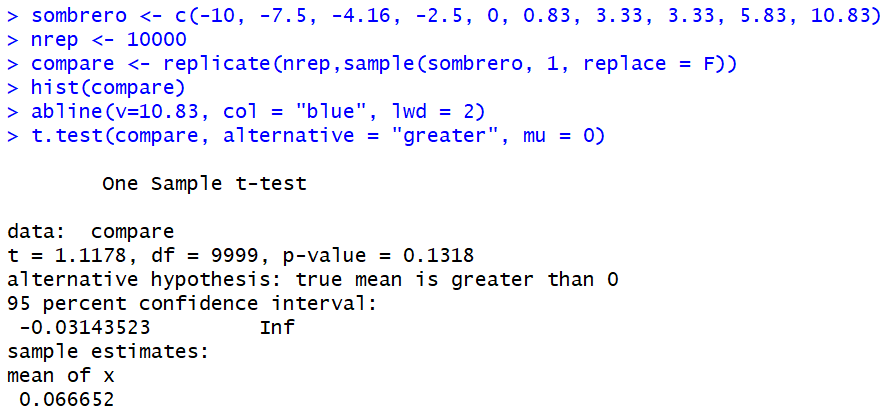 > sombrero <- c(-10, -7.5, -4.16, -2.5, 0, 0.83, 3.33, 3.33, 5.83, 10.83)
> nrep <- 10000
> compare <- replicate(nrep,sample(sombrero, 1, replace = F))
> hist(compare)
> abline(v=10.83, col = "blue", lwd = 2)
> t.test(compare, alternative = "greater", mu = 0)
One Sample t-test
data:  compare
t = 1.1178, df = 9999, p-value = 0.1318
alternative hypothesis: true mean is greater than 0
95 percent confidence interval:
-0.03143523 Inf
sample estimates:
mean of x
0.066652